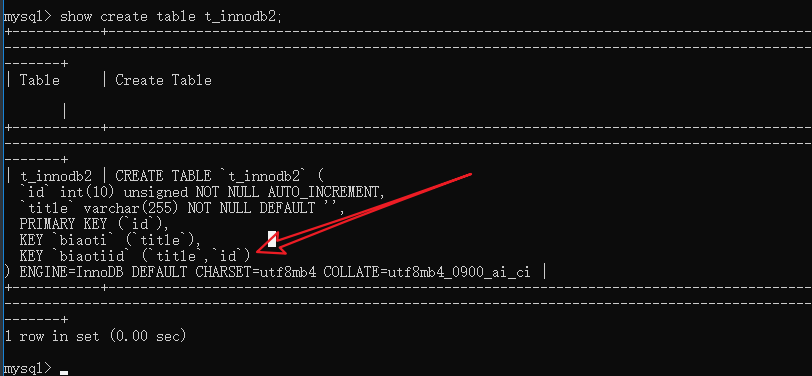 mysql> show create table t_innodb2;
+-----------+--------------------------------------------------------------------------------
---------------------------------------------------------------------------------------------
-------+
| Table     | Create Table
|
+-----------+--------------------------------------------------------------------------------
---------------------------------------------------------------------------------------------
-------+
| t_innodb2 | CREATE TABLE `t_innodb2` (
  `id` int(10) unsigned NOT NULL AUTO_INCREMENT,
  `title` varchar(255) NOT NULL DEFAULT '',
  PRIMARY KEY (`id`),
  KEY `biaoti` (`title`),
  KEY `biaotiid` (`title`,`id`)
) ENGINE=InnoDB DEFAULT CHARSET=utf8mb4 COLLATE=utf8mb4_0900_ai_ci |
+-----------+--------------------------------------------------------------------------------
---------------------------------------------------------------------------------------------
-------+
1 row in set (0.00 sec)
mysql> _